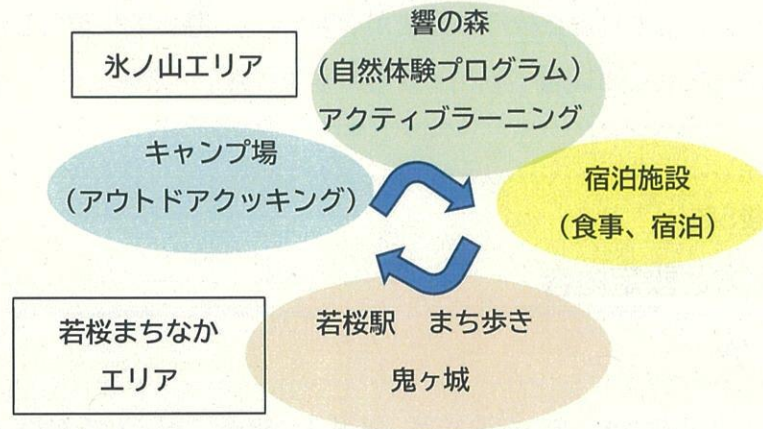 響の森
(自然体験プログラム)
アクティブラーニング
氷ノ山エリア
キャンプ場
(アウトドアクッキング)
宿泊施設
(食事、宿泊)
若桜まちなか
エリア
若桜駅　まち歩き
鬼ヶ城